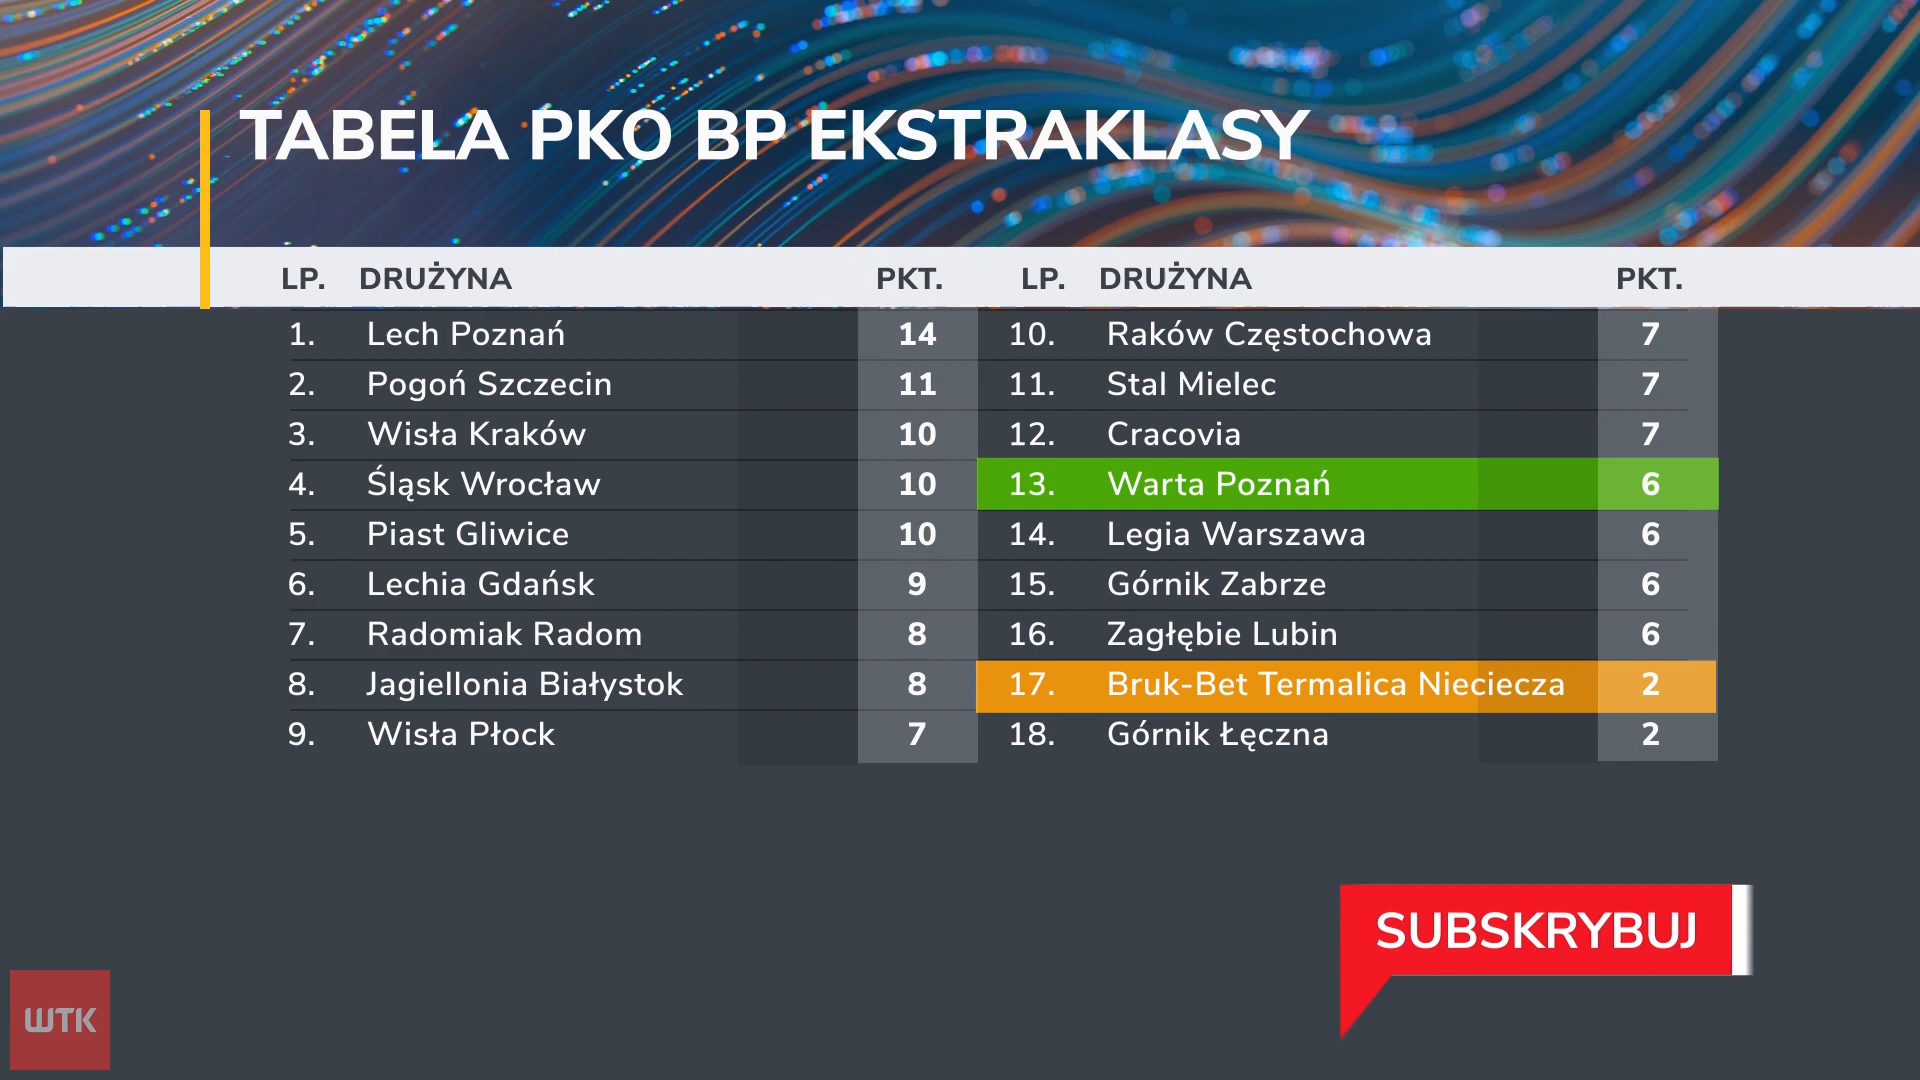 TABELA PKO BP EKSTRAKLASY
LP. DRUŻYNA PKT. LP. DRUŻYNA PKT.
1. Lech Poznań 14 10. Raków Częstochowa 7
2. Pogoń Szczecin 11 11. Stal Mielec 7
3. Wisła Kraków 10 12. Cracovia 7
4. Śląsk Wrocław 10 13. Warta Poznań 6
5. Piast Gliwice 10 14. Legia Warszawa 6
6. Lechia Gdańsk 9 15. Górnik Zabrze 6
7. Radomiak Radom 8 16. Zagłębie Lubin 6
8. Jagiellonia Białystok 8 17. Bruk-Bet Termalica Nieciecza 2
9. Wisła Płock 7 18. Górnik Łęczna 2
SUBSKRYBUJ
WTK